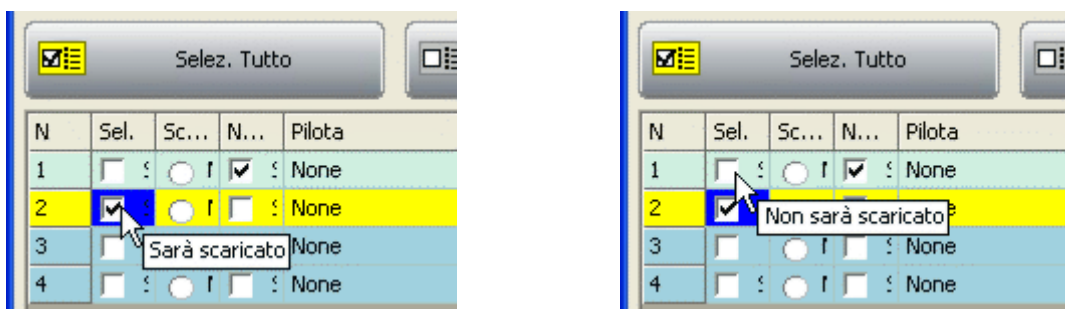 Selez. Tutto
N Sel. Sc... N... Pilota
1 None
2 None
Sarà scaricato
3 None
4 None
Selez. Tutto
N Sel. Sc... N... Pilota
1 None
2
Non sarà scaricato
3 None
4 None